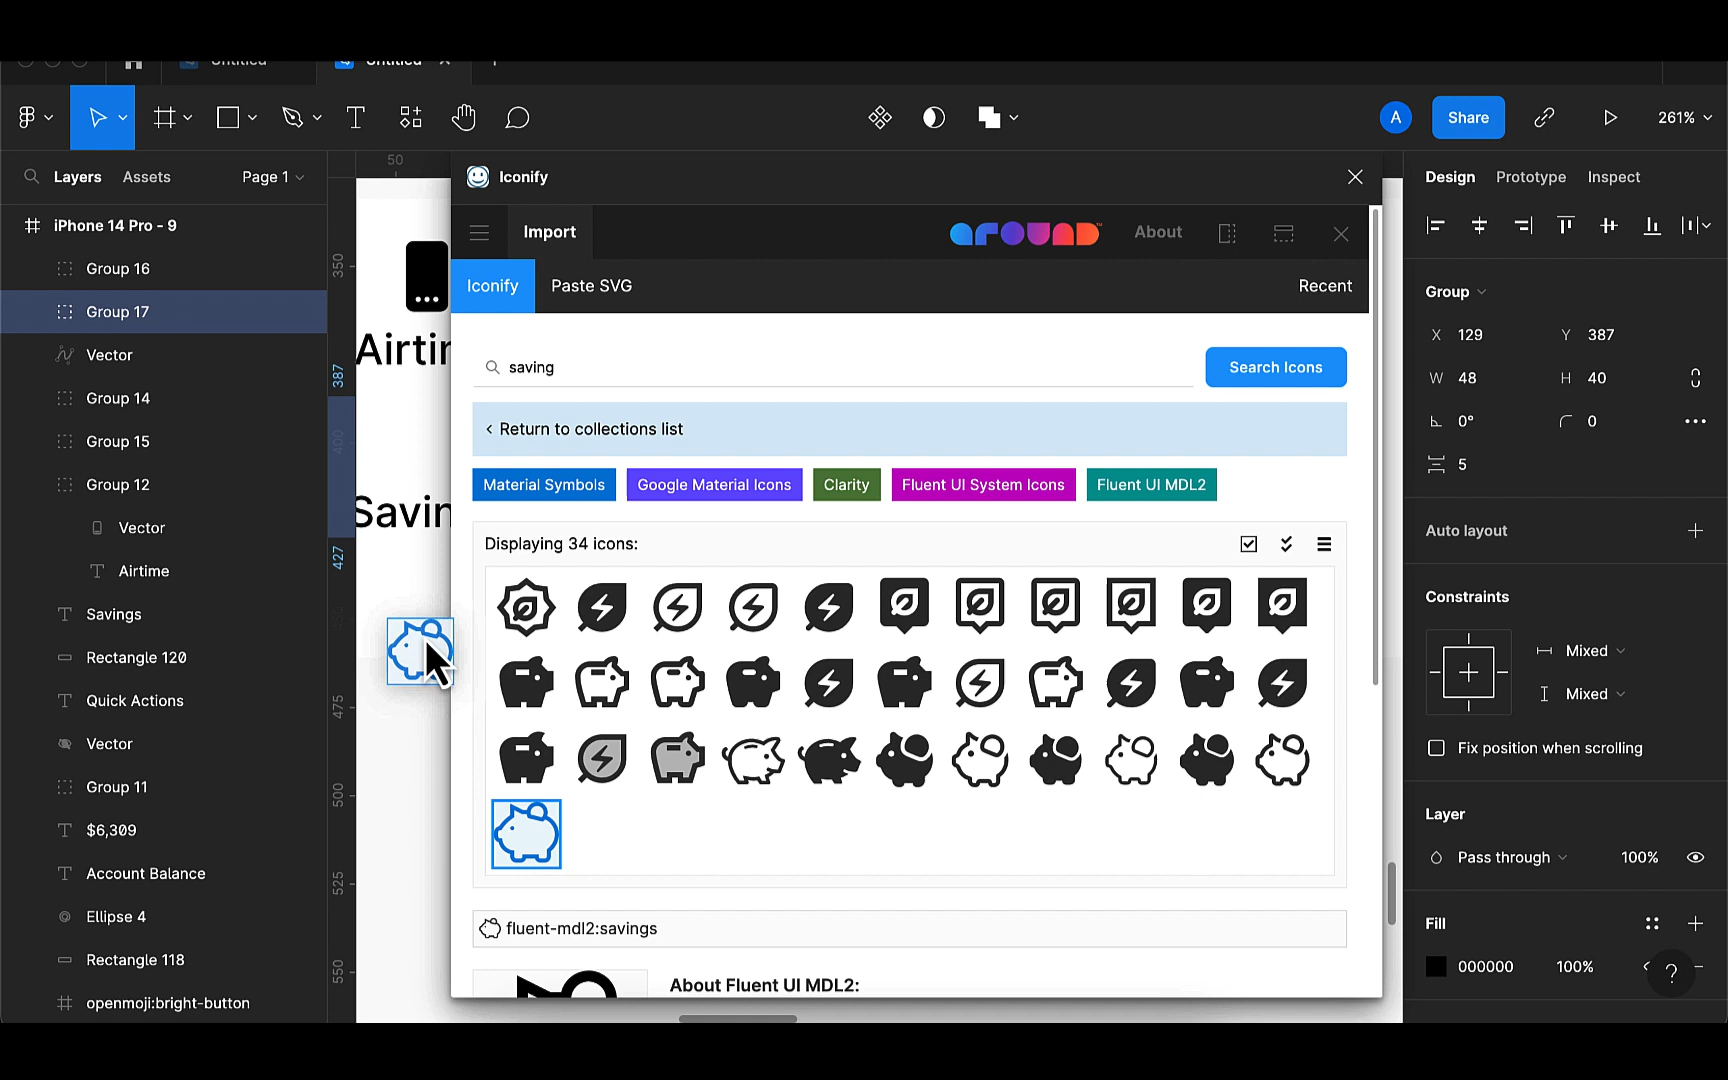 Untitled
Untitled
A
Share
261%
Layers
Assets
Page 1
iPhone 14 Pro - 9
Group 16
Group 17
Vector
Group 14
Group 15
Group 12
Vector
Airtime
Savings
Rectangle 120
Quick Actions
Vector
Group 11
$6,309
Account Balance
Ellipse 4
Rectangle 118
openmoji:bright-button
50
350
387
400
427
475
500
525
550
Airtim
Savin
Iconify
Import
around
About
Iconify
Paste SVG
Recent
saving
Search Icons
Return to collections list
Material Symbols
Google Material Icons
Clarity
Fluent UI System Icons
Fluent UI MDL2
Displaying 34 icons:
fluent-mdl2:savings
About Fluent UI MDL2:
Design
Prototype
Inspect
Group
X 129
Y 387
W 48
H 40
0°
0
5
Auto layout
Constraints
Mixed
Mixed
Fix position when scrolling
Layer
Pass through
100%
Fill
000000
100%
?